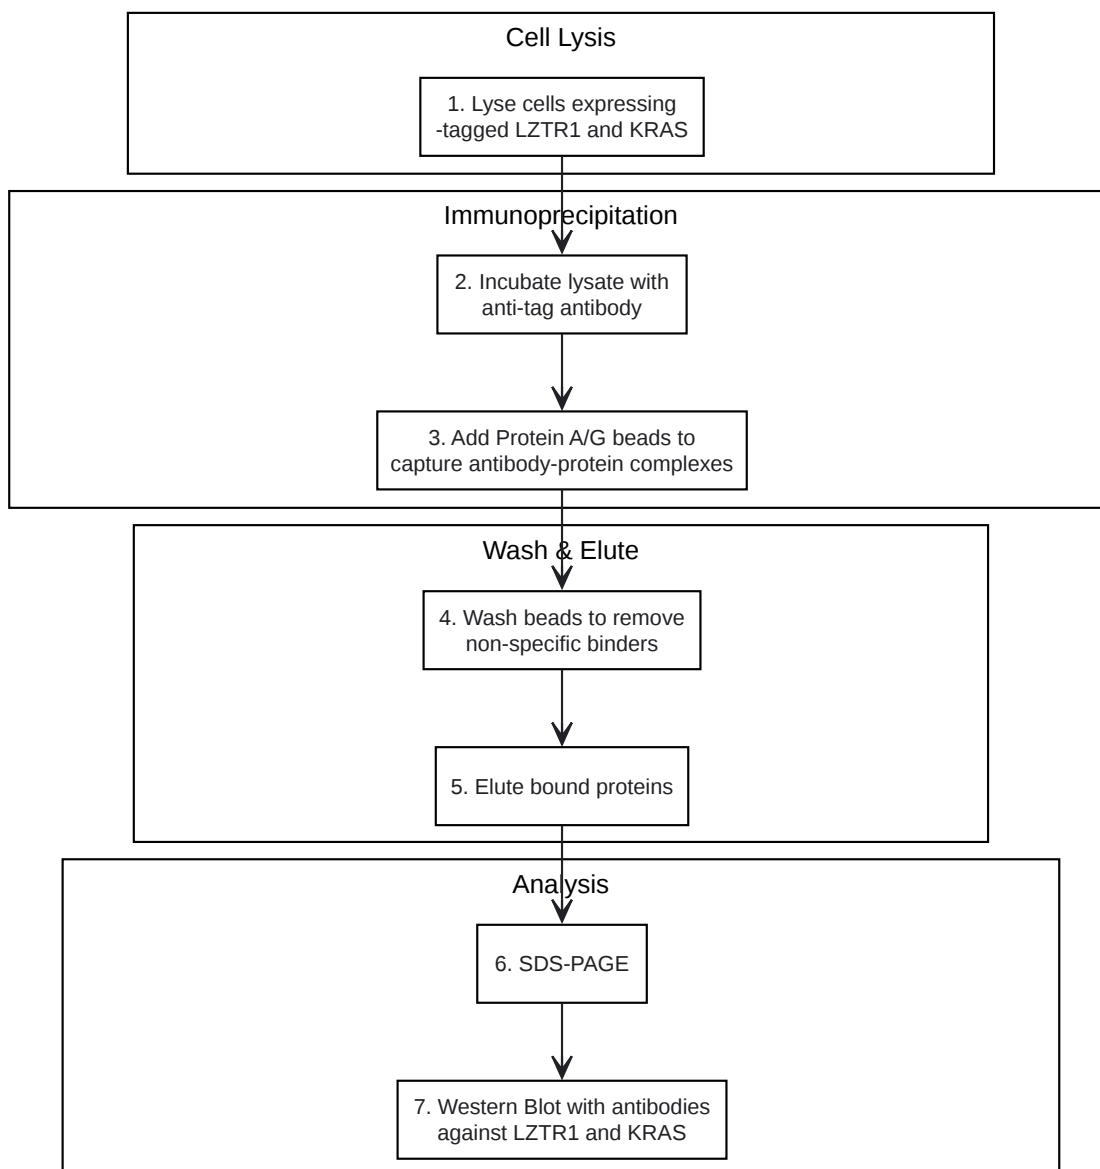 Cell Lysis
1. Lyse cells expressing
-tagged LZTR1 and KRAS
Immunoprecipitation
2. Incubate lysate with
anti-tag antibody
3. Add Protein A/G beads to
capture antibody-protein complexes
Wash & Elute
4. Wash beads to remove
non-specific binders
5. Elute bound proteins
Analysis
6. SDS-PAGE
7. Western Blot with antibodies
against LZTR1 and KRAS